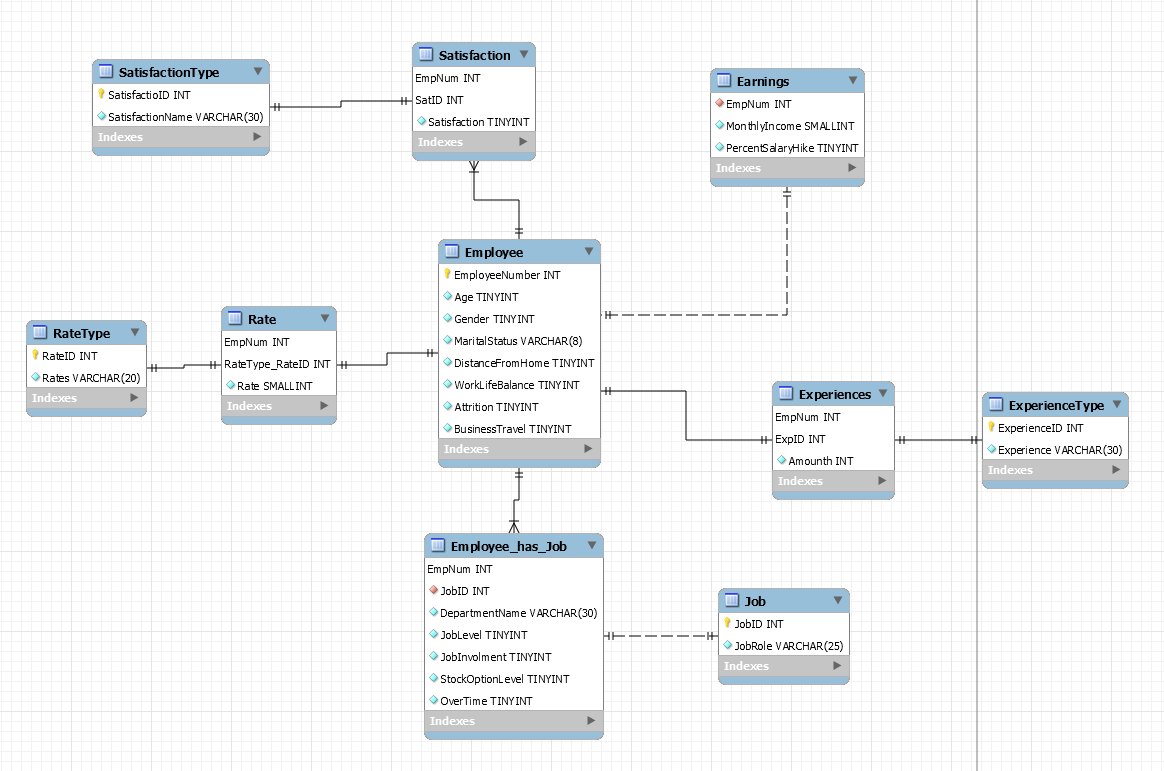 SatisfactionType
SatisfactioID INT
SatisfactionName VARCHAR(30)
Indexes
Satisfaction
EmpNum INT
SatID INT
Satisfaction TINYINT
Indexes
Earnings
EmpNum INT
MonthlyIncome SMALLINT
PercentSalaryHike TINYINT
Indexes
Employee
EmployeeNumber INT
Age TINYINT
Gender TINYINT
MaritalStatus VARCHAR(8)
DistanceFromHome TINYINT
WorkLifeBalance TINYINT
Attrition TINYINT
BusinessTravel TINYINT
Indexes
RateType
RateID INT
Rates VARCHAR(20)
Indexes
Rate
EmpNum INT
RateType_RateID INT
Rate SMALLINT
Indexes
Experiences
EmpNum INT
ExpID INT
Amounth INT
Indexes
ExperienceType
ExperienceID INT
Experience VARCHAR(30)
Indexes
Employee_has_Job
EmpNum INT
JobID INT
DepartmentName VARCHAR(30)
JobLevel TINYINT
JobInvolment TINYINT
StockOptionLevel TINYINT
OverTime TINYINT
Indexes
Job
JobID INT
JobRole VARCHAR(25)
Indexes